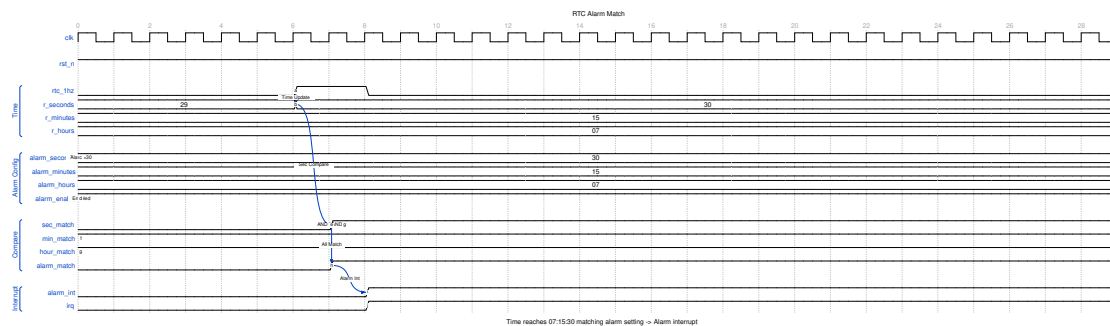 RTC Alarm Match
0 2 4 6 8 10 12 14 16 18 20 22 24 26 28
clk
rst_n
rtc_1hz
Time Update
r_seconds 29 30
r_minutes 15
r_hours 07
Time
alarm_secon 30
alarm_minutes 15
alarm_hours 07
alarm_enal
Alarm Config
Sec Compare
sec_match
min_match
All Match
hour_match
alarm_match
Compare
Alarm Int
alarm_int
irq
Interrupt
Time reaches 07:15:30 matching alarm setting -> Alarm interrupt